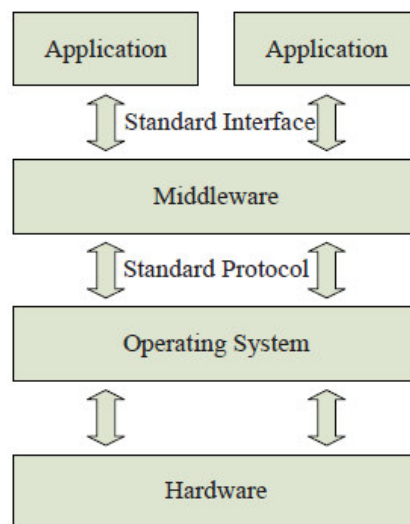 Application
Application
Standard Interface
Middleware
Standard Protocol
Operating System
Hardware